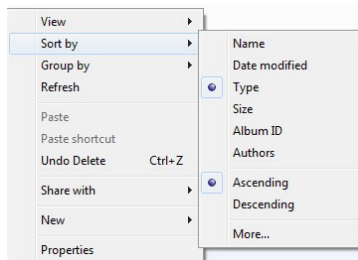 View
Sort by
Group by
Refresh
Paste
Paste shortcut
Undo Delete Ctrl+Z
Share with
New
Properties
Name
Date modified
Type
Size
Album ID
Authors
Ascending
Descending
More...